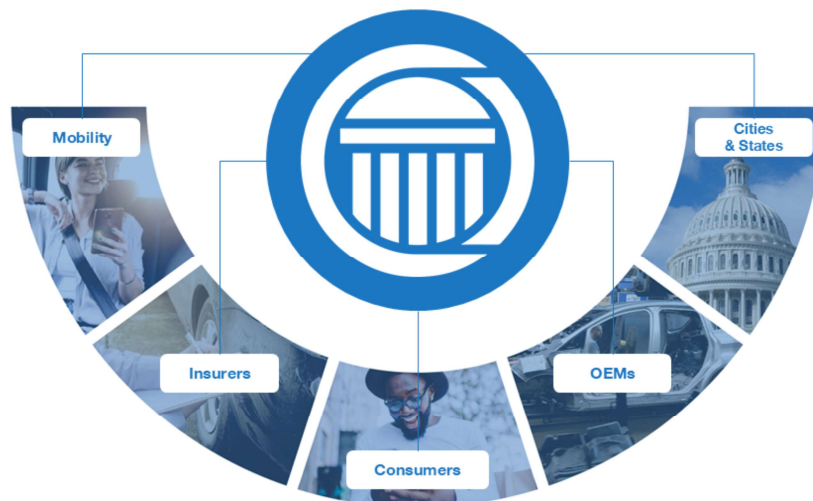 Mobility
Cities
& States
Insurers
OEMs
Consumers